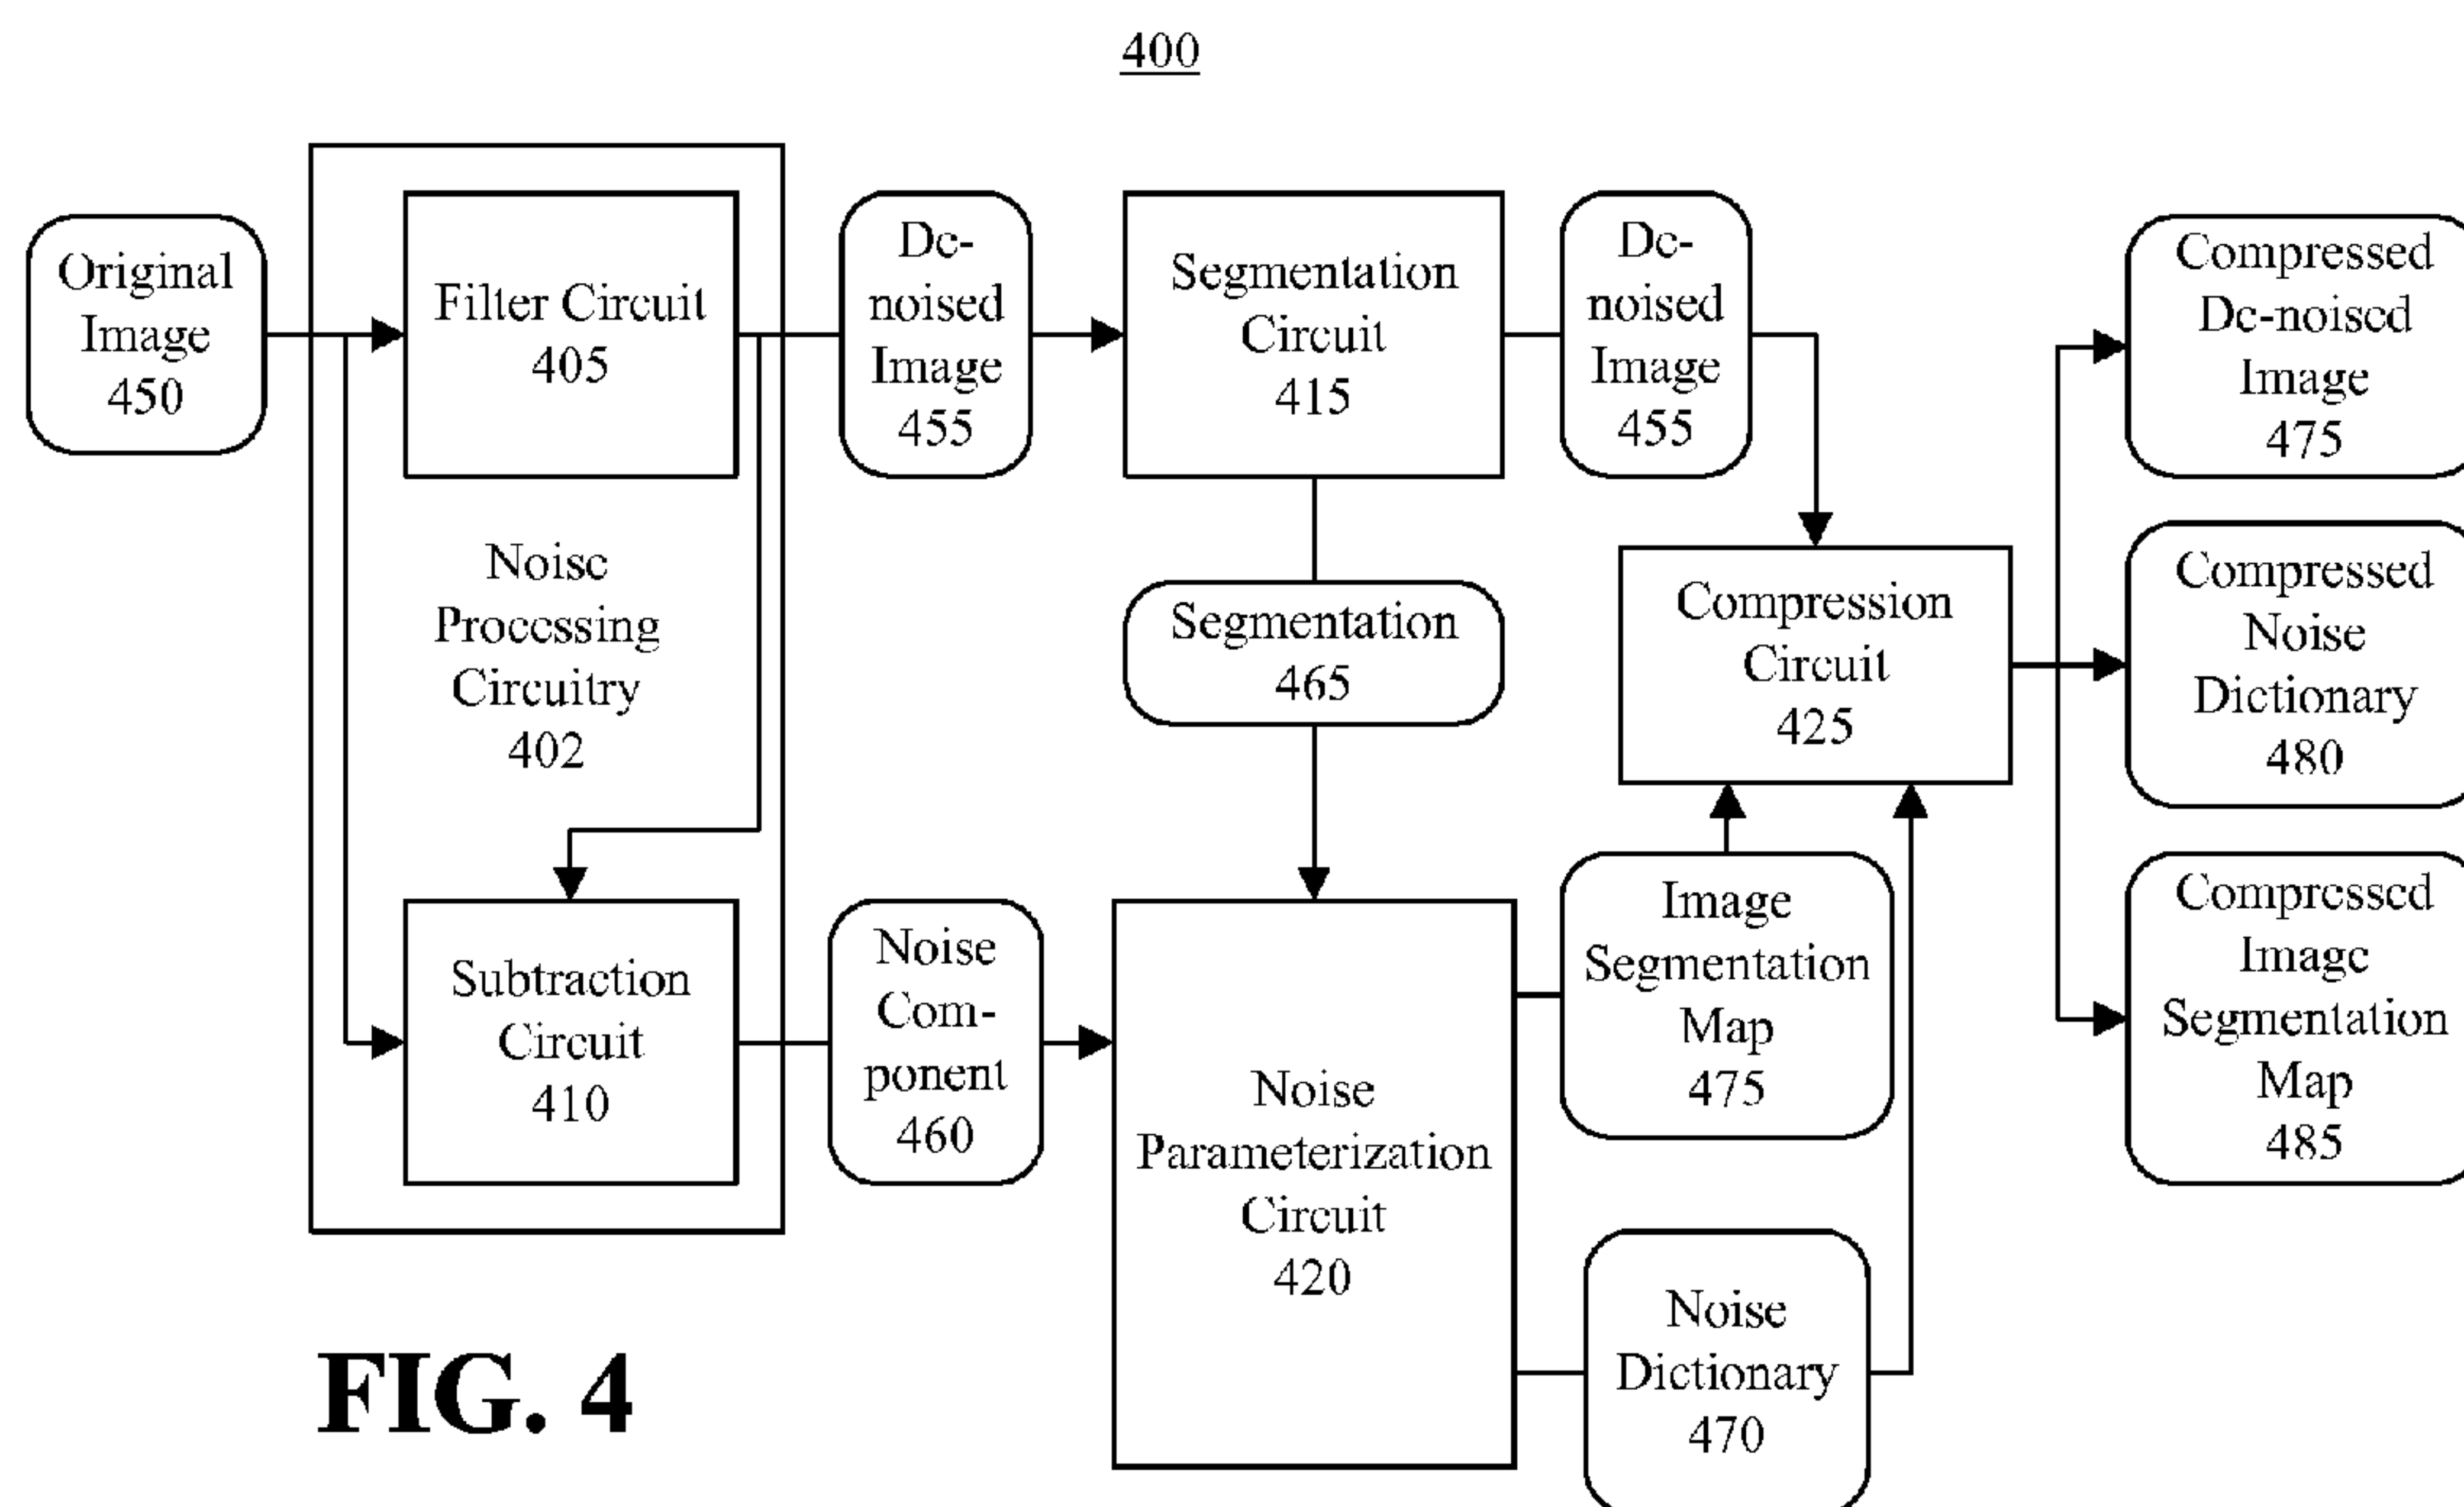 400
Original
Image
450
Filter Circuit
405
Noise
Processing
Circuitry
402
Subtraction
Circuit
410
De-
noised
Image
455
Noise
Com-
ponent
460
Segmentation
Circuit
415
Segmentation
465
Noise
Parameterization
Circuit
420
De-
noised
Image
455
Compression
Circuit
425
Image
Segmentation
Map
475
Noise
Dictionary
470
Compressed
De-noised
Image
475
Compressed
Noise
Dictionary
480
Compressed
Image
Segmentation
Map
485
FIG. 4